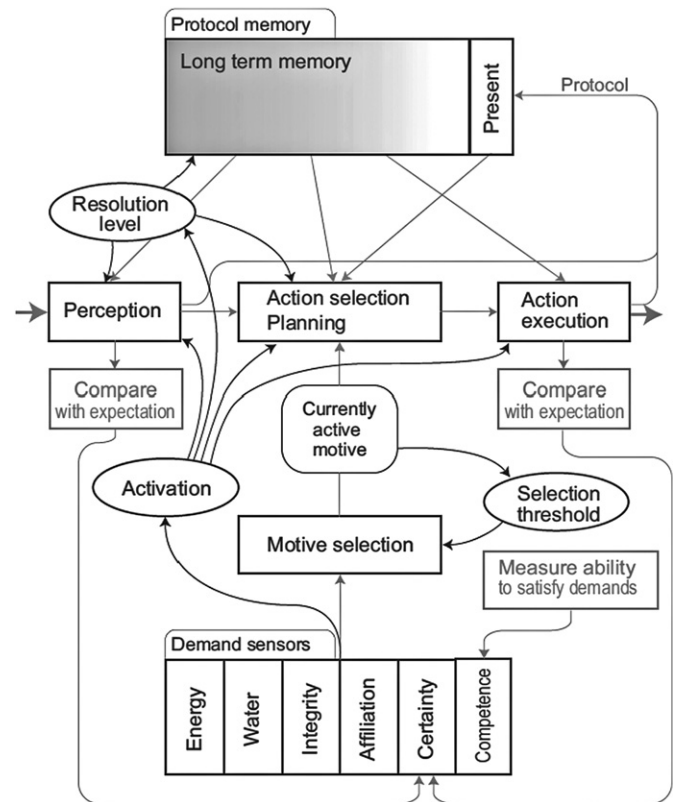 Protocol memory
Long term memory
Present
Protocol
Resolution
level
Perception
Action selection
Planning
Action
execution
Compare
with expectation
Currently
active
motive
Compare
with expectation
Activation
Selection
threshold
Motive selection
Measure ability
to satisfy demands
Demand sensors
Energy
Water
Integrity
Affiliation
Certainty
Competence